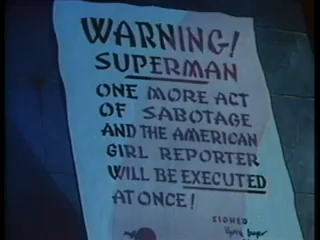 WARNING!
SUPERMAN
ONE MORE ACT
OF SABOTAGE
AND THE AMERICAN
GIRL REPORTER
WILL BE EXECUTED
AT ONCE!
SIGNED